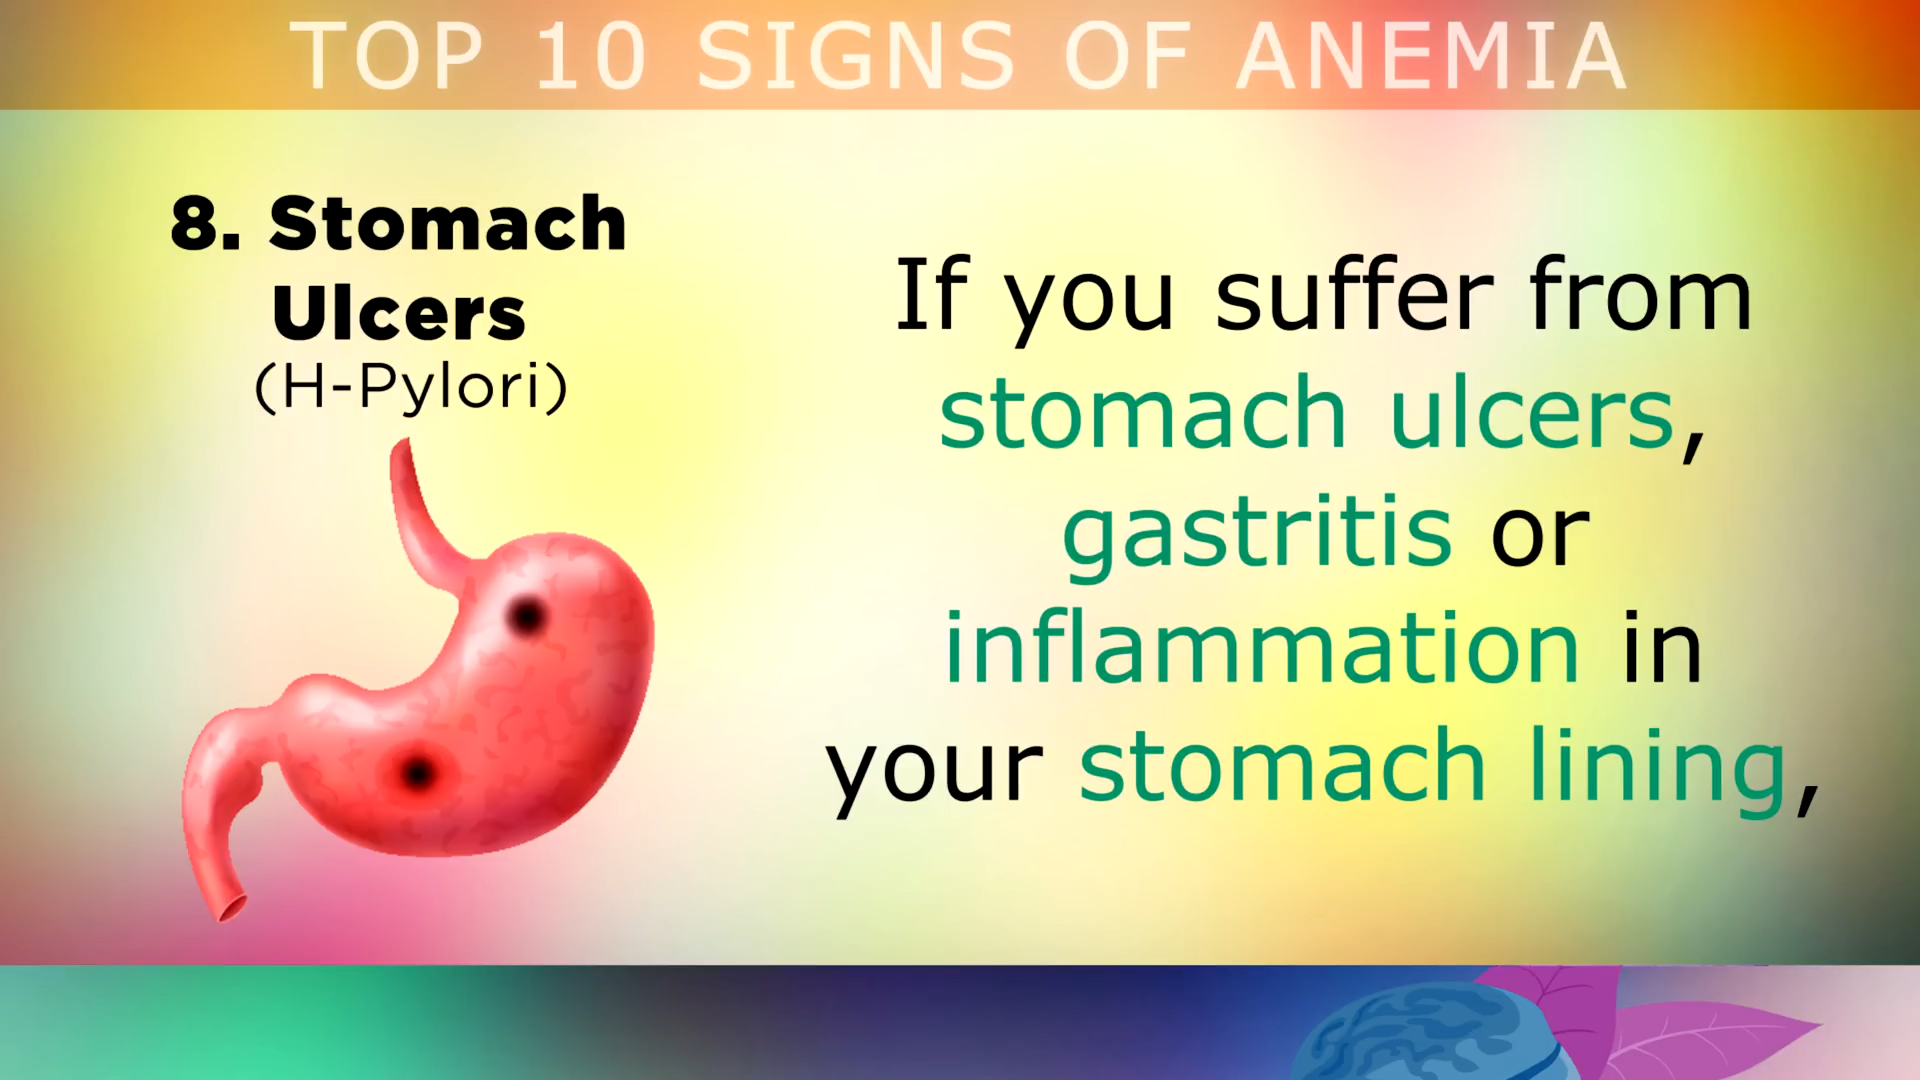 TOP 10 SIGNS OF ANEMIA
8. Stomach
Ulcers
(H-Pylori)
If you suffer from
stomach ulcers,
gastritis or
inflammation in
your stomach lining,